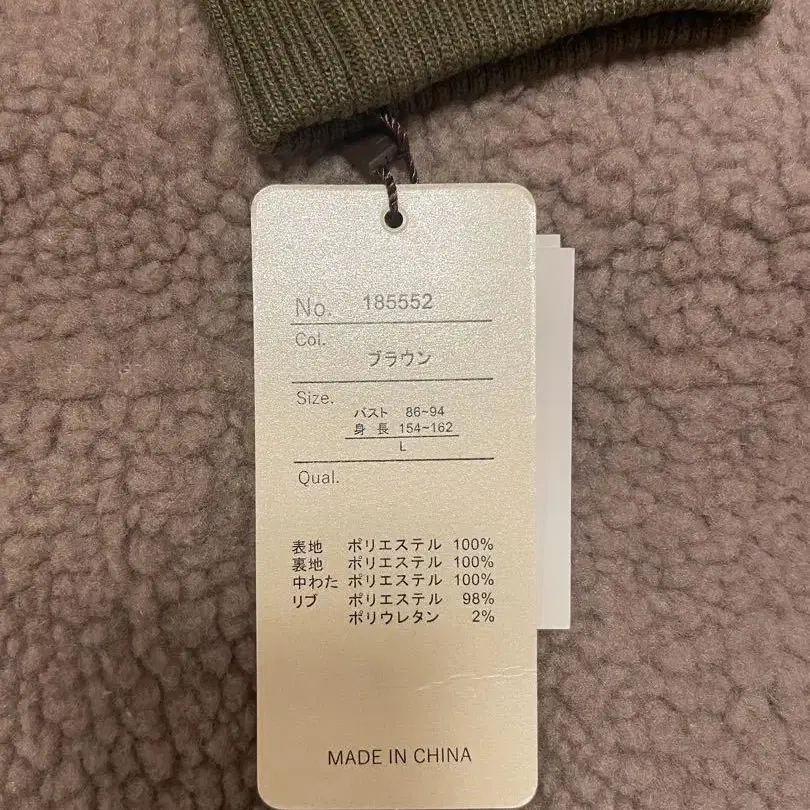 No. 185552
Col.
ブラウン
Size.
バスト 86~94
身長 154~162
L
Qual.
表地 ポリエステル 100%
裏地 ポリエステル 100%
中わた ポリエステル 100%
リブ ポリエステル 98%
ポリウレタン 2%
MADE IN CHINA